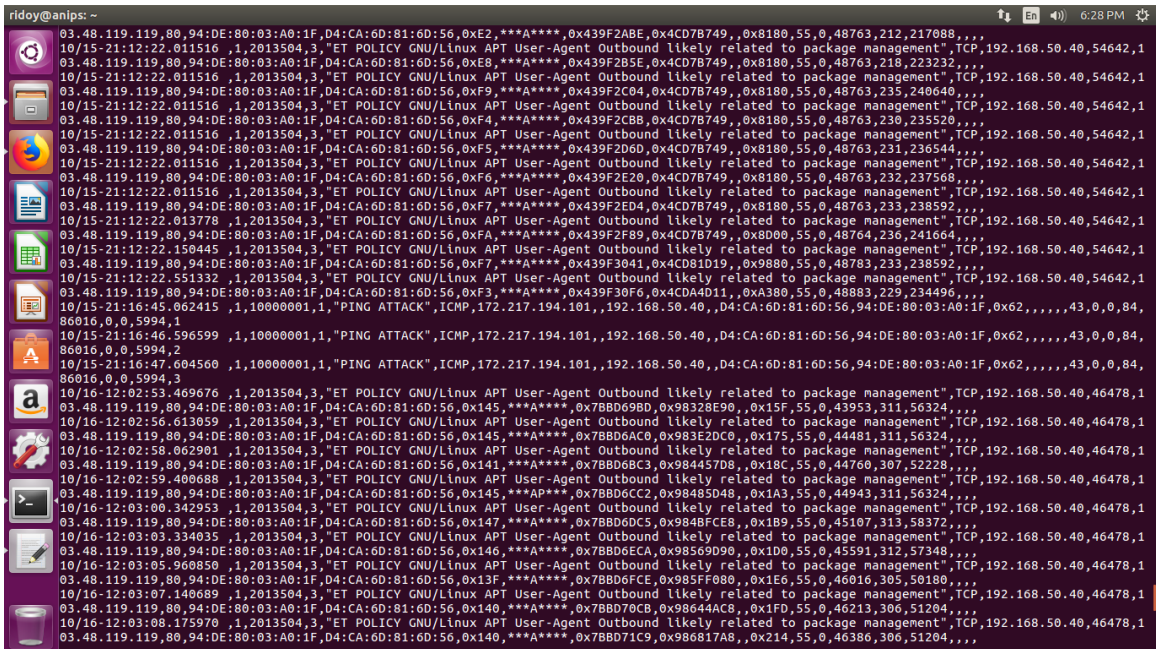 ridoy@anips: ~
En
6:28 PM
03.48.119.119,80,94:DE:80:03:A0:1F,D4:CA:6D:81:6D:56,0xE2,***A****,0x439F2ABE,0x4CD7B749,,0x8180,55,0,48763,212,217088,,,,
10/15-21:12:22.011516 ,1,2013504,3,"ET POLICY GNU/Linux APT User-Agent Outbound likely related to package management",TCP,192.168.50.40,54642,1
03.48.119.119,80,94:DE:80:03:A0:1F,D4:CA:6D:81:6D:56,0xE8,***A****,0x439F2B5E,0x4CD7B749,,0x8180,55,0,48763,218,223232,,,,
10/15-21:12:22.011516 ,1,2013504,3,"ET POLICY GNU/Linux APT User-Agent Outbound likely related to package management",TCP,192.168.50.40,54642,1
03.48.119.119,80,94:DE:80:03:A0:1F,D4:CA:6D:81:6D:56,0xF9,***A****,0x439F2C04,0x4CD7B749,,0x8180,55,0,48763,235,240640,,,,
10/15-21:12:22.011516 ,1,2013504,3,"ET POLICY GNU/Linux APT User-Agent Outbound likely related to package management",TCP,192.168.50.40,54642,1
03.48.119.119,80,94:DE:80:03:A0:1F,D4:CA:6D:81:6D:56,0xF4,***A****,0x439F2CBB,0x4CD7B749,,0x8180,55,0,48763,230,235520,,,,
10/15-21:12:22.011516 ,1,2013504,3,"ET POLICY GNU/Linux APT User-Agent Outbound likely related to package management",TCP,192.168.50.40,54642,1
03.48.119.119,80,94:DE:80:03:A0:1F,D4:CA:6D:81:6D:56,0xF5,***A****,0x439F2D6D,0x4CD7B749,,0x8180,55,0,48763,231,236544,,,,
10/15-21:12:22.011516 ,1,2013504,3,"ET POLICY GNU/Linux APT User-Agent Outbound likely related to package management",TCP,192.168.50.40,54642,1
03.48.119.119,80,94:DE:80:03:A0:1F,D4:CA:6D:81:6D:56,0xF6,***A****,0x439F2E20,0x4CD7B749,,0x8180,55,0,48763,232,237568,,,,
10/15-21:12:22.011516 ,1,2013504,3,"ET POLICY GNU/Linux APT User-Agent Outbound likely related to package management",TCP,192.168.50.40,54642,1
03.48.119.119,80,94:DE:80:03:A0:1F,D4:CA:6D:81:6D:56,0xF7,***A****,0x439F2ED4,0x4CD7B749,,0x8180,55,0,48763,233,238592,,,,
10/15-21:12:22.013778 ,1,2013504,3,"ET POLICY GNU/Linux APT User-Agent Outbound likely related to package management",TCP,192.168.50.40,54642,1
03.48.119.119,80,94:DE:80:03:A0:1F,D4:CA:6D:81:6D:56,0xFA,***A****,0x439F2F89,0x4CD7B749,,0x8D00,55,0,48764,236,241664,,,,
10/15-21:12:22.150445 ,1,2013504,3,"ET POLICY GNU/Linux APT User-Agent Outbound likely related to package management",TCP,192.168.50.40,54642,1
03.48.119.119,80,94:DE:80:03:A0:1F,D4:CA:6D:81:6D:56,0xF7,***A****,0x439F3041,0x4CD81D19,,0x9880,55,0,48783,233,238592,,,,
10/15-21:12:22.551332 ,1,2013504,3,"ET POLICY GNU/Linux APT User-Agent Outbound likely related to package management",TCP,192.168.50.40,54642,1
03.48.119.119,80,94:DE:80:03:A0:1F,D4:CA:6D:81:6D:56,0xF3,***A****,0x439F30F6,0x4CDA4D11,,0xA380,55,0,48883,229,234496,,,,
10/15-21:16:45.062415 ,1,10000001,1,"PING ATTACK",ICMP,172.217.194.101,,192.168.50.40,,D4:CA:6D:81:6D:56,94:DE:80:03:A0:1F,0x62,,,,,,43,0,0,84,
86016,0,0,5994,1
10/15-21:16:46.596599 ,1,10000001,1,"PING ATTACK",ICMP,172.217.194.101,,192.168.50.40,,D4:CA:6D:81:6D:56,94:DE:80:03:A0:1F,0x62,,,,,,43,0,0,84,
86016,0,0,5994,2
10/15-21:16:47.604560 ,1,10000001,1,"PING ATTACK",ICMP,172.217.194.101,,192.168.50.40,,D4:CA:6D:81:6D:56,94:DE:80:03:A0:1F,0x62,,,,,,43,0,0,84,
86016,0,0,5994,3
10/16-12:02:53.469676 ,1,2013504,3,"ET POLICY GNU/Linux APT User-Agent Outbound likely related to package management",TCP,192.168.50.40,46478,1
03.48.119.119,80,94:DE:80:03:A0:1F,D4:CA:6D:81:6D:56,0x145,***A****,0x7BBD69BD,0x98328E90,,0x15F,55,0,43953,311,56324,,,,
10/16-12:02:56.613059 ,1,2013504,3,"ET POLICY GNU/Linux APT User-Agent Outbound likely related to package management",TCP,192.168.50.40,46478,1
03.48.119.119,80,94:DE:80:03:A0:1F,D4:CA:6D:81:6D:56,0x145,***A****,0x7BBD6AC0,0x983E2DC0,,0x175,55,0,44481,311,56324,,,,
10/16-12:02:58.062901 ,1,2013504,3,"ET POLICY GNU/Linux APT User-Agent Outbound likely related to package management",TCP,192.168.50.40,46478,1
03.48.119.119,80,94:DE:80:03:A0:1F,D4:CA:6D:81:6D:56,0x141,***A****,0x7BBD6BC3,0x984457D8,,0x18C,55,0,44760,307,52228,,,,
10/16-12:02:59.400688 ,1,2013504,3,"ET POLICY GNU/Linux APT User-Agent Outbound likely related to package management",TCP,192.168.50.40,46478,1
03.48.119.119,80,94:DE:80:03:A0:1F,D4:CA:6D:81:6D:56,0x145,***AP***,0x7BBD6CC2,0x98485D48,,0x1A3,55,0,44943,311,56324,,,,
10/16-12:03:00.342953 ,1,2013504,3,"ET POLICY GNU/Linux APT User-Agent Outbound likely related to package management",TCP,192.168.50.40,46478,1
03.48.119.119,80,94:DE:80:03:A0:1F,D4:CA:6D:81:6D:56,0x147,***A****,0x7BBD6DC5,0x984BFCE8,,0x1B9,55,0,45107,313,58372,,,,
10/16-12:03:03.334035 ,1,2013504,3,"ET POLICY GNU/Linux APT User-Agent Outbound likely related to package management",TCP,192.168.50.40,46478,1
03.48.119.119,80,94:DE:80:03:A0:1F,D4:CA:6D:81:6D:56,0x146,***A****,0x7BBD6ECA,0x98569D90,,0x1D0,55,0,45591,312,57348,,,,
10/16-12:03:05.960850 ,1,2013504,3,"ET POLICY GNU/Linux APT User-Agent Outbound likely related to package management",TCP,192.168.50.40,46478,1
03.48.119.119,80,94:DE:80:03:A0:1F,D4:CA:6D:81:6D:56,0x13F,***A****,0x7BBD6FCE,0x985FF080,,0x1E6,55,0,46016,305,50180,,,,
10/16-12:03:07.140689 ,1,2013504,3,"ET POLICY GNU/Linux APT User-Agent Outbound likely related to package management",TCP,192.168.50.40,46478,1
03.48.119.119,80,94:DE:80:03:A0:1F,D4:CA:6D:81:6D:56,0x140,***A****,0x7BBD70CB,0x98644AC8,,0x1FD,55,0,46213,306,51204,,,,
10/16-12:03:08.175970 ,1,2013504,3,"ET POLICY GNU/Linux APT User-Agent Outbound likely related to package management",TCP,192.168.50.40,46478,1
03.48.119.119,80,94:DE:80:03:A0:1F,D4:CA:6D:81:6D:56,0x140,***A****,0x7BBD71C9,0x986817A8,,0x214,55,0,46386,306,51204,,,,